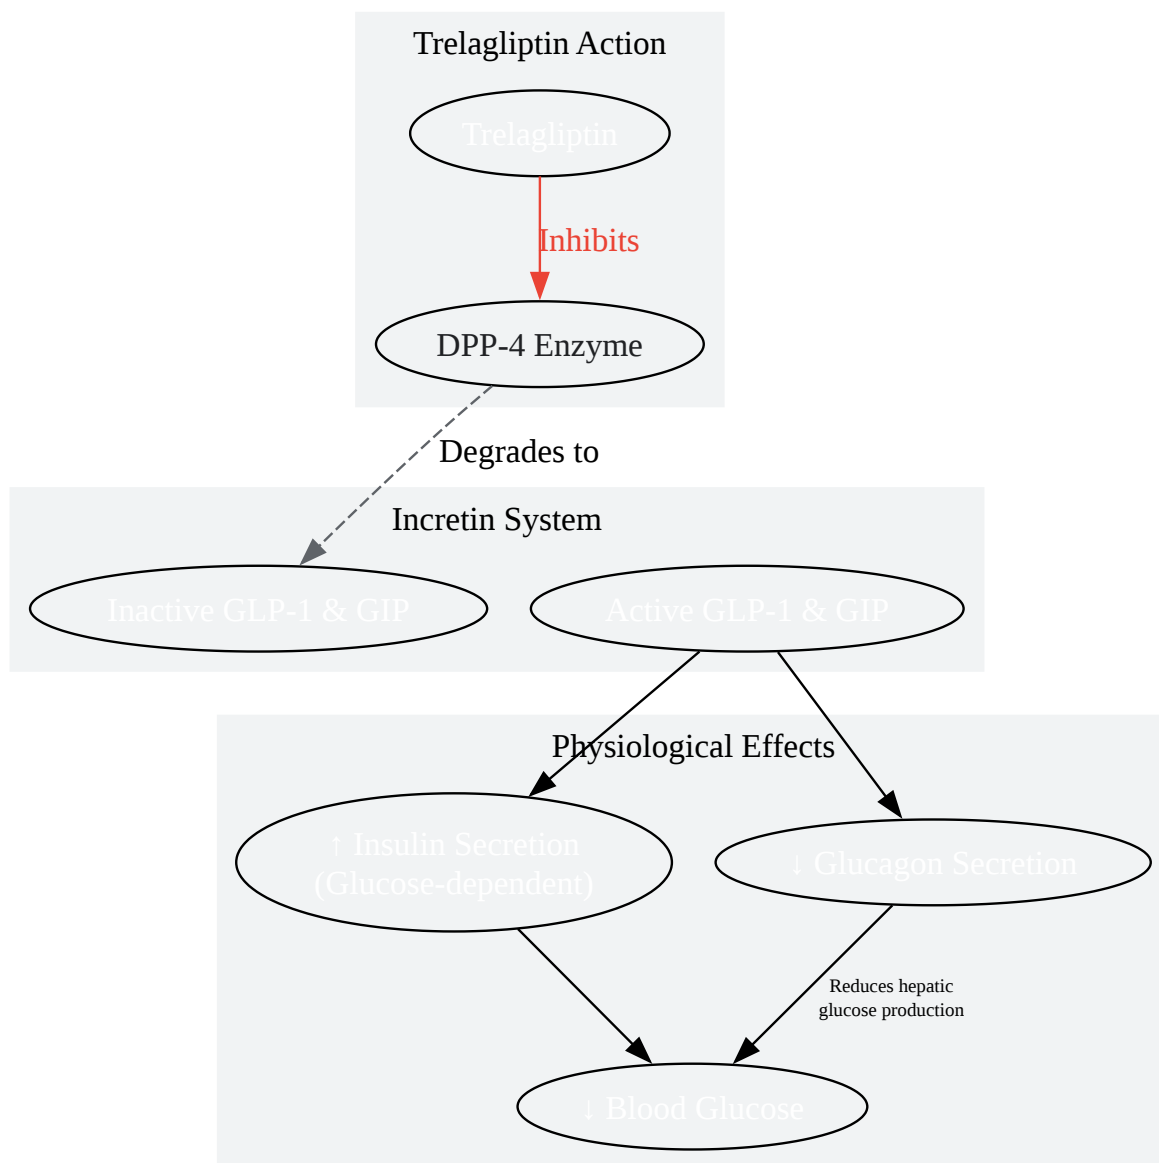 Trelagliptin Action
Trelagliptin
Inhibits
DPP-4 Enzyme
Degrades to
Incretin System
Inactive GLP-1 & GIP
Active GLP-1 & GIP
Physiological Effects
↑ Insulin Secretion
(Glucose-dependent)
↓ Glucagon Secretion
Reduces hepatic
glucose production
↓ Blood Glucose